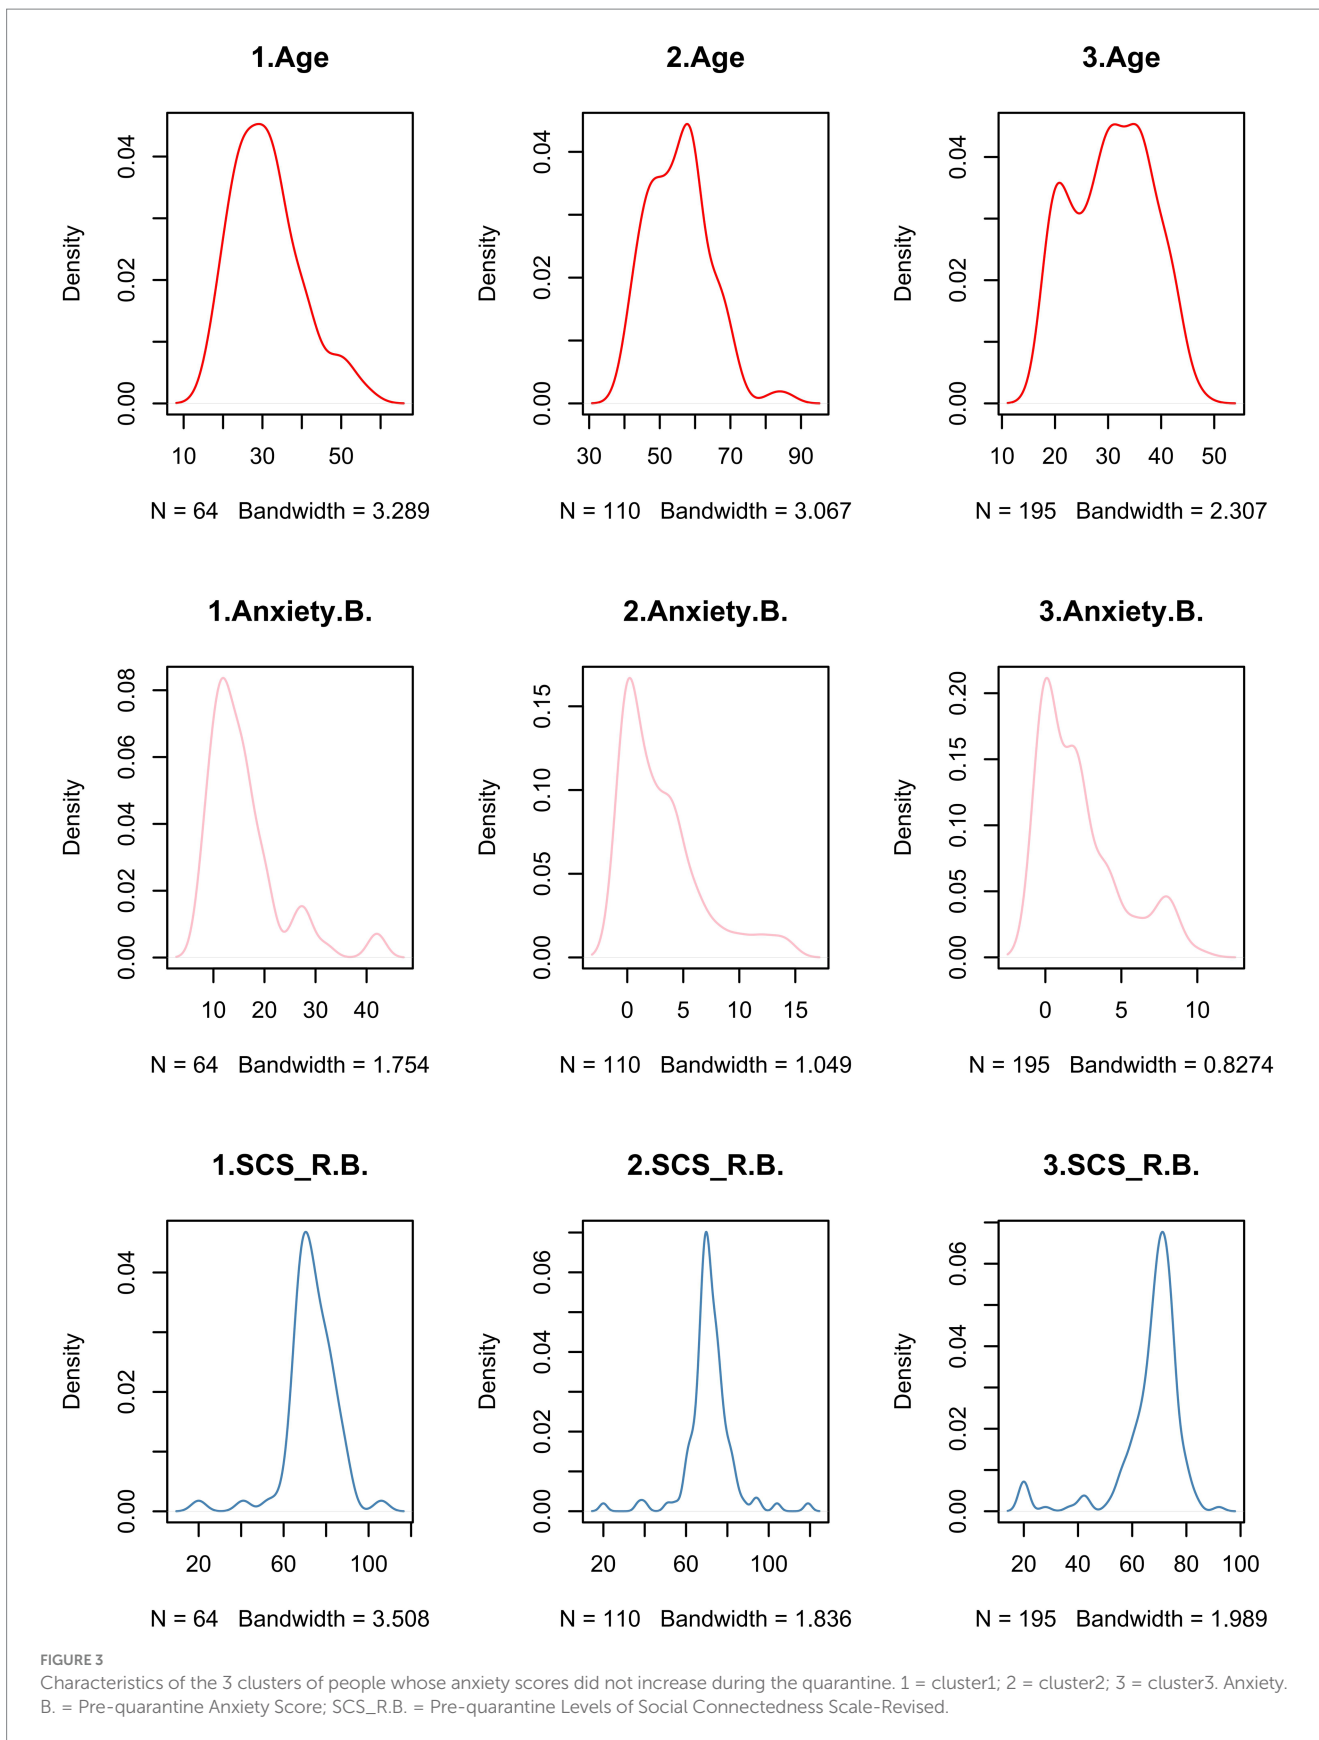 1.Age
2.Age
3.Age
Density
0.00 0.02 0.04
10 30 50
N = 64 Bandwidth = 3.289
Density
0.00 0.02 0.04
30 50 70 90
N = 110 Bandwidth = 3.067
Density
0.00 0.02 0.04
10 20 30 40 50
N = 195 Bandwidth = 2.307
1.Anxiety.B.
2.Anxiety.B.
3.Anxiety.B.
Density
0.00 0.02 0.04 0.06 0.08
10 20 30 40
N = 64 Bandwidth = 1.754
Density
0.00 0.05 0.10 0.15
0 5 10 15
N = 110 Bandwidth = 1.049
Density
0.00 0.05 0.10 0.15 0.20
0 5 10
N = 195 Bandwidth = 0.8274
1.SCS_R.B.
2.SCS_R.B.
3.SCS_R.B.
Density
0.00 0.02 0.04
20 60 100
N = 64 Bandwidth = 3.508
Density
0.00 0.02 0.04 0.06
20 60 100
N = 110 Bandwidth = 1.836
Density
0.00 0.02 0.04 0.06
20 40 60 80 100
N = 195 Bandwidth = 1.989
FIGURE 3
Characteristics of the 3 clusters of people whose anxiety scores did not increase during the quarantine. 1 = cluster1; 2 = cluster2; 3 = cluster3. Anxiety.
B. = Pre-quarantine Anxiety Score; SCS_R.B. = Pre-quarantine Levels of Social Connectedness Scale-Revised.